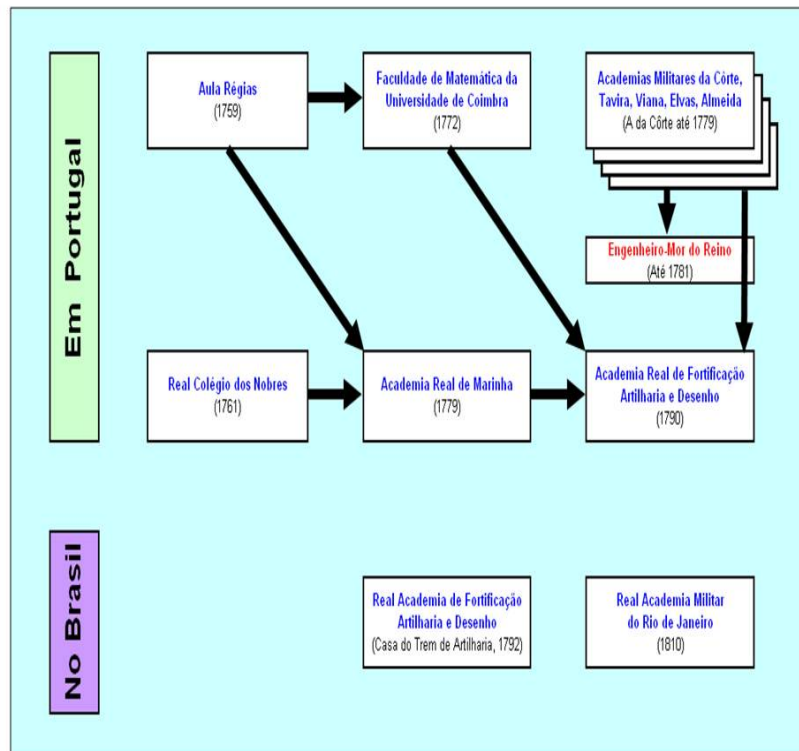 Em Portugal
Aula Régias
(1759)
Faculdade de Matemática da
Universidade de Coimbra
(1772)
Academias Militares da Côrte,
Tavira, Viana, Elvas, Almeida
(A da Côrte até 1779)
Engenheiro-Mor do Reino
(Até 1781)
Real Colégio dos Nobres
(1761)
Academia Real de Marinha
(1779)
Academia Real de Fortificação
Artilharia e Desenho
(1790)
No Brasil
Real Academia de Fortificação
Artilharia e Desenho
(Casa do Trem de Artilharia, 1792)
Real Academia Militar
do Rio de Janeiro
(1810)